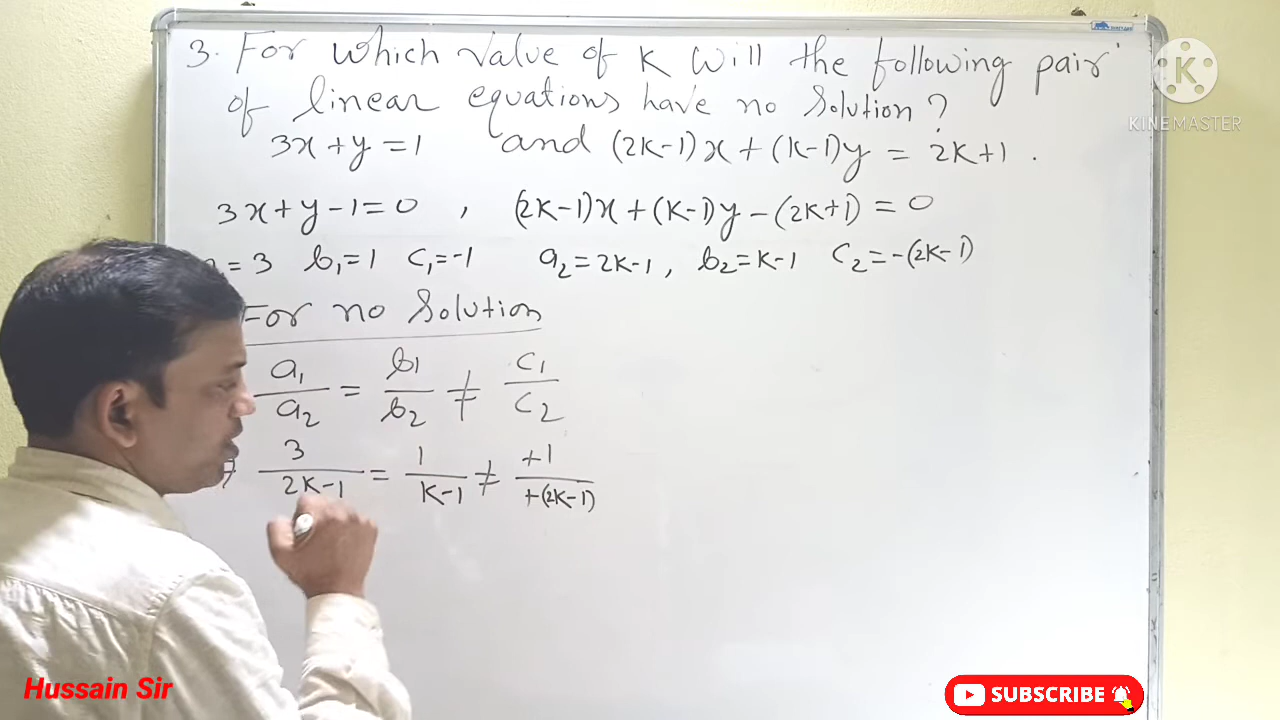 3. For which value of K will the following pair
of linear equations have no solution?
3x + y = 1 and (2K-1)x + (K-1)y = 2K+1.
3x + y - 1 = 0 , (2K-1)x + (K-1)y - (2K+1) = 0
= 3 b₁ = 1 c₁ = -1 a₂ = 2K-1, b₂ = K-1 c₂ = -(2K-1)
For no Solution
a₁/a₂ = b₁/b₂ ≠ c₁/c₂
3/(2K-1) = 1/(K-1) ≠ +1/+(2K-1)
K
KINEMASTER
Hussain Sir
SUBSCRIBE